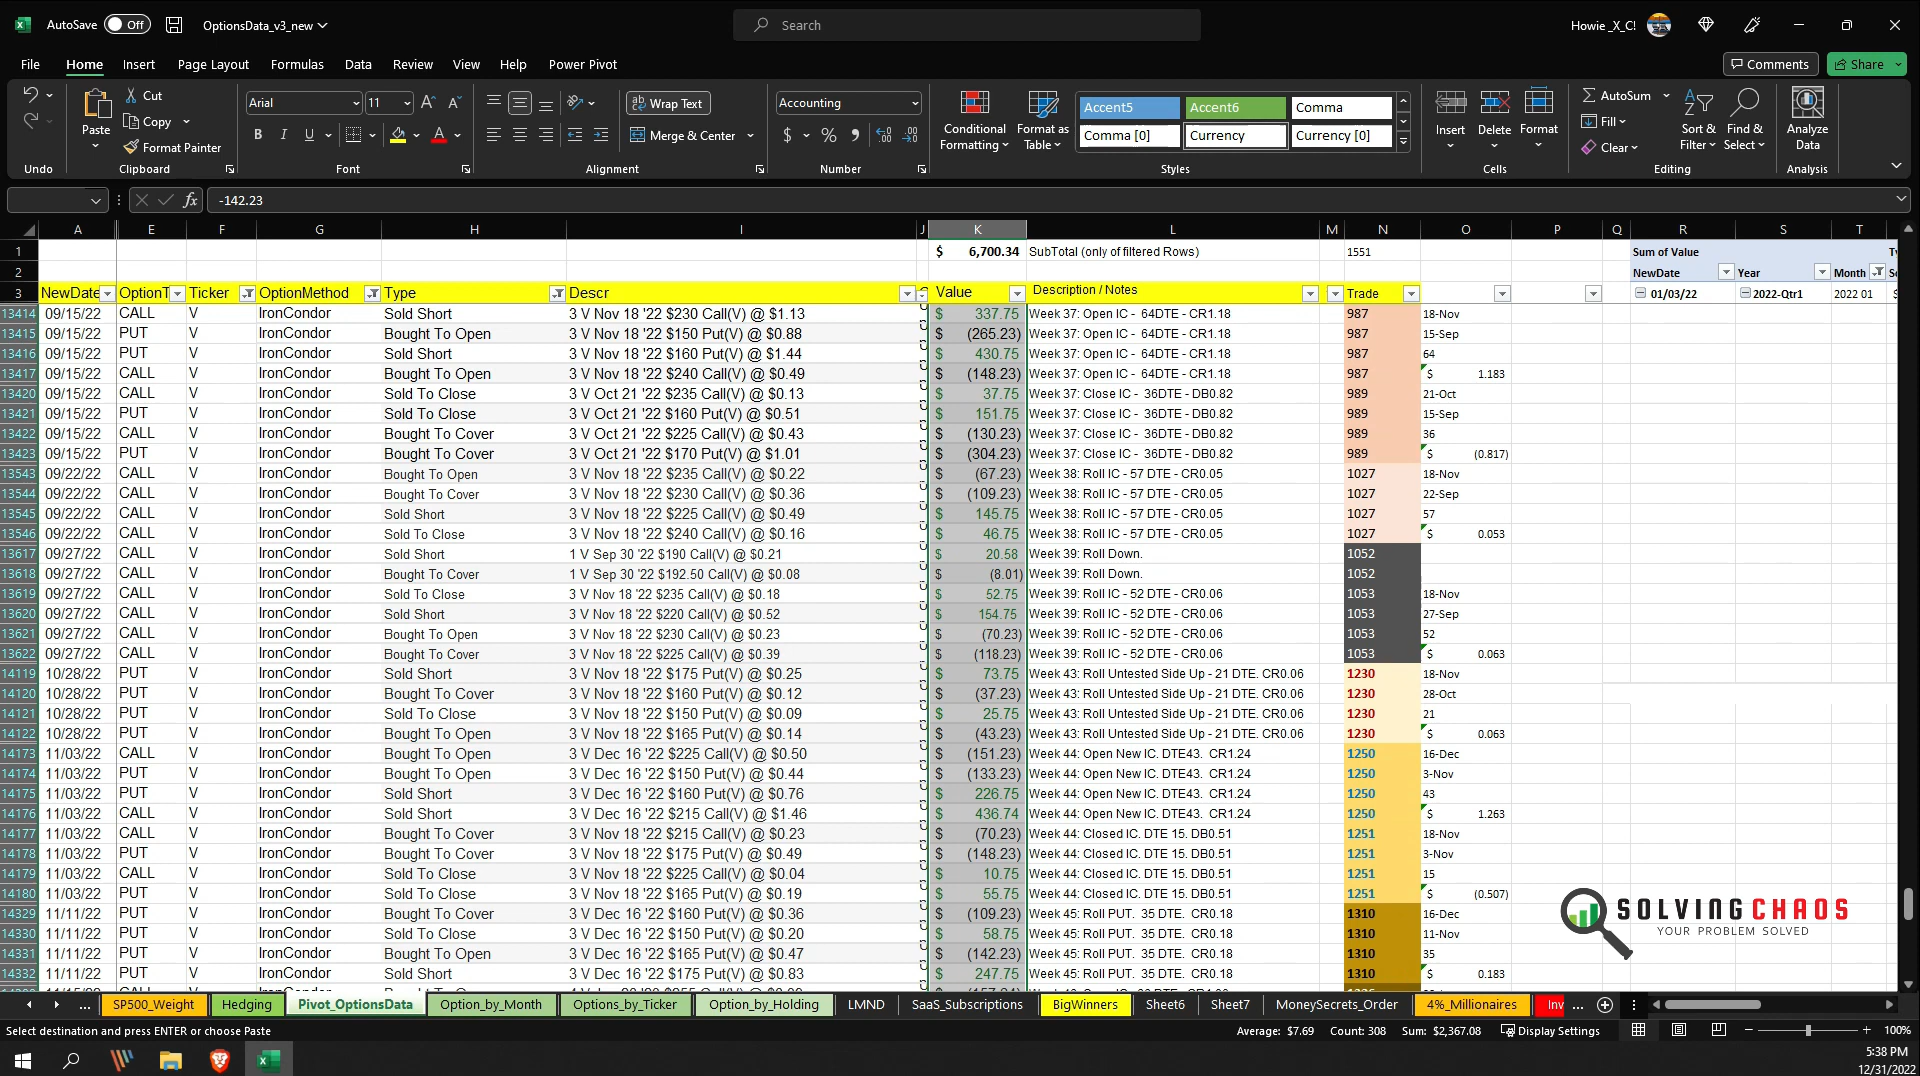 AutoSave Off OptionsData_v3_new Search Howie_X_C!
File Home Insert Page Layout Formulas Data Review View Help Power Pivot Comments Share
Cut Arial 11 Wrap Text Accounting Accent5 Accent6 Comma AutoSum
Paste Copy Conditional Formatting Format as Table Insert Delete Format Fill Sort & Filter Find & Select Analyze Data
Format Painter B I U Merge & Center $ % Comma [0] Currency Currency [0] Clear
Undo Clipboard Font Alignment Number Styles Cells Editing Analysis
fx -142.23
A E F G H I J K L M N O P Q R S T
1 $ 6,700.34 SubTotal (only of filtered Rows) 1551 Sum of Value
2 NewDate Year Month
3 NewDate OptionT Ticker OptionMethod Type Descr Value Description / Notes Trade 01/03/22 2022-Qtr1 2022 01
13414 09/15/22 CALL V IronCondor Sold Short 3 V Nov 18 '22 $230 Call(V) @ $1.13 $ 337.75 Week 37: Open IC - 64DTE - CR1.18 987 18-Nov
13415 09/15/22 PUT V IronCondor Bought To Open 3 V Nov 18 '22 $150 Put(V) @ $0.88 $ (265.23) Week 37: Open IC - 64DTE - CR1.18 987 15-Sep
13416 09/15/22 PUT V IronCondor Sold Short 3 V Nov 18 '22 $160 Put(V) @ $1.44 $ 430.75 Week 37: Open IC - 64DTE - CR1.18 987 64
13417 09/15/22 CALL V IronCondor Bought To Open 3 V Nov 18 '22 $240 Call(V) @ $0.49 $ (148.23) Week 37: Open IC - 64DTE - CR1.18 987 $ 1.183
13420 09/15/22 CALL V IronCondor Sold To Close 3 V Oct 21 '22 $235 Call(V) @ $0.13 $ 37.75 Week 37: Close IC - 36DTE - DB0.82 989 21-Oct
13421 09/15/22 PUT V IronCondor Sold To Close 3 V Oct 21 '22 $160 Put(V) @ $0.51 $ 151.75 Week 37: Close IC - 36DTE - DB0.82 989 15-Sep
13422 09/15/22 CALL V IronCondor Bought To Cover 3 V Oct 21 '22 $225 Call(V) @ $0.43 $ (130.23) Week 37: Close IC - 36DTE - DB0.82 989 36
13423 09/15/22 PUT V IronCondor Bought To Cover 3 V Oct 21 '22 $170 Put(V) @ $1.01 $ (304.23) Week 37: Close IC - 36DTE - DB0.82 989 $ (0.817)
13543 09/22/22 CALL V IronCondor Bought To Open 3 V Nov 18 '22 $235 Call(V) @ $0.22 $ (67.23) Week 38: Roll IC - 57 DTE - CR0.05 1027 18-Nov
13544 09/22/22 CALL V IronCondor Bought To Cover 3 V Nov 18 '22 $230 Call(V) @ $0.36 $ (109.23) Week 38: Roll IC - 57 DTE - CR0.05 1027 22-Sep
13545 09/22/22 CALL V IronCondor Sold Short 3 V Nov 18 '22 $225 Call(V) @ $0.49 $ 145.75 Week 38: Roll IC - 57 DTE - CR0.05 1027 57
13546 09/22/22 CALL V IronCondor Sold To Close 3 V Nov 18 '22 $240 Call(V) @ $0.16 $ 46.75 Week 38: Roll IC - 57 DTE - CR0.05 1027 $ 0.053
13617 09/27/22 CALL V IronCondor Sold Short 1 V Sep 30 '22 $190 Call(V) @ $0.21 $ 20.58 Week 39: Roll Down. 1052
13618 09/27/22 CALL V IronCondor Bought To Cover 1 V Sep 30 '22 $192.50 Call(V) @ $0.08 $ (8.01) Week 39: Roll Down. 1052
13619 09/27/22 CALL V IronCondor Sold To Close 3 V Nov 18 '22 $235 Call(V) @ $0.18 $ 52.75 Week 39: Roll IC - 52 DTE - CR0.06 1053 18-Nov
13620 09/27/22 CALL V IronCondor Sold Short 3 V Nov 18 '22 $220 Call(V) @ $0.52 $ 154.75 Week 39: Roll IC - 52 DTE - CR0.06 1053 27-Sep
13621 09/27/22 CALL V IronCondor Bought To Open 3 V Nov 18 '22 $230 Call(V) @ $0.23 $ (70.23) Week 39: Roll IC - 52 DTE - CR0.06 1053 52
13622 09/27/22 CALL V IronCondor Bought To Cover 3 V Nov 18 '22 $225 Call(V) @ $0.39 $ (118.23) Week 39: Roll IC - 52 DTE - CR0.06 1053 $ 0.063
14119 10/28/22 PUT V IronCondor Sold Short 3 V Nov 18 '22 $175 Put(V) @ $0.25 $ 73.75 Week 43: Roll Untested Side Up - 21 DTE. CR0.06 1230 18-Nov
14120 10/28/22 PUT V IronCondor Bought To Cover 3 V Nov 18 '22 $160 Put(V) @ $0.12 $ (37.23) Week 43: Roll Untested Side Up - 21 DTE. CR0.06 1230 28-Oct
14121 10/28/22 PUT V IronCondor Sold To Close 3 V Nov 18 '22 $150 Put(V) @ $0.09 $ 25.75 Week 43: Roll Untested Side Up - 21 DTE. CR0.06 1230 21
14122 10/28/22 PUT V IronCondor Bought To Open 3 V Nov 18 '22 $165 Put(V) @ $0.14 $ (43.23) Week 43: Roll Untested Side Up - 21 DTE. CR0.06 1230 $ 0.063
14173 11/03/22 CALL V IronCondor Bought To Open 3 V Dec 16 '22 $225 Call(V) @ $0.50 $ (151.23) Week 44: Open New IC. DTE43. CR1.24 1250 16-Dec
14174 11/03/22 PUT V IronCondor Bought To Open 3 V Dec 16 '22 $150 Put(V) @ $0.44 $ (133.23) Week 44: Open New IC. DTE43. CR1.24 1250 3-Nov
14175 11/03/22 PUT V IronCondor Sold Short 3 V Dec 16 '22 $160 Put(V) @ $0.76 $ 226.75 Week 44: Open New IC. DTE43. CR1.24 1250 43
14176 11/03/22 CALL V IronCondor Sold Short 3 V Dec 16 '22 $215 Call(V) @ $1.46 $ 436.74 Week 44: Open New IC. DTE43. CR1.24 1250 $ 1.263
14177 11/03/22 CALL V IronCondor Bought To Cover 3 V Nov 18 '22 $215 Call(V) @ $0.23 $ (70.23) Week 44: Closed IC. DTE 15. DB0.51 1251 18-Nov
14178 11/03/22 PUT V IronCondor Bought To Cover 3 V Nov 18 '22 $175 Put(V) @ $0.49 $ (148.23) Week 44: Closed IC. DTE 15. DB0.51 1251 3-Nov
14179 11/03/22 CALL V IronCondor Sold To Close 3 V Nov 18 '22 $225 Call(V) @ $0.04 $ 10.75 Week 44: Closed IC. DTE 15. DB0.51 1251 15
14180 11/03/22 PUT V IronCondor Sold To Close 3 V Nov 18 '22 $165 Put(V) @ $0.19 $ 55.75 Week 44: Closed IC. DTE 15. DB0.51 1251 $ (0.507)
14329 11/11/22 PUT V IronCondor Bought To Cover 3 V Dec 16 '22 $160 Put(V) @ $0.36 $ (109.23) Week 45: Roll PUT. 35 DTE. CR0.18 1310 16-Dec
14330 11/11/22 PUT V IronCondor Sold To Close 3 V Dec 16 '22 $150 Put(V) @ $0.20 $ 58.75 Week 45: Roll PUT. 35 DTE. CR0.18 1310 11-Nov
14331 11/11/22 PUT V IronCondor Bought To Open 3 V Dec 16 '22 $165 Put(V) @ $0.47 $ (142.23) Week 45: Roll PUT. 35 DTE. CR0.18 1310 35
14332 11/11/22 PUT V IronCondor Sold Short 3 V Dec 16 '22 $175 Put(V) @ $0.83 $ 247.75 Week 45: Roll PUT. 35 DTE. CR0.18 1310 $ 0.183
SOLVINGCHAOS
YOUR PROBLEM SOLVED
... SP500_Weight Hedging Pivot_OptionsData Option_by_Month Options_by_Ticker Option_by_Holding LMND SaaS_Subscriptions BigWinners Sheet6 Sheet7 MoneySecrets_Order 4%_Millionaires Inv ...
Select destination and press ENTER or choose Paste Average: $7.69 Count: 308 Sum: $2,367.08 Display Settings 100%
5:38 PM
12/31/2022